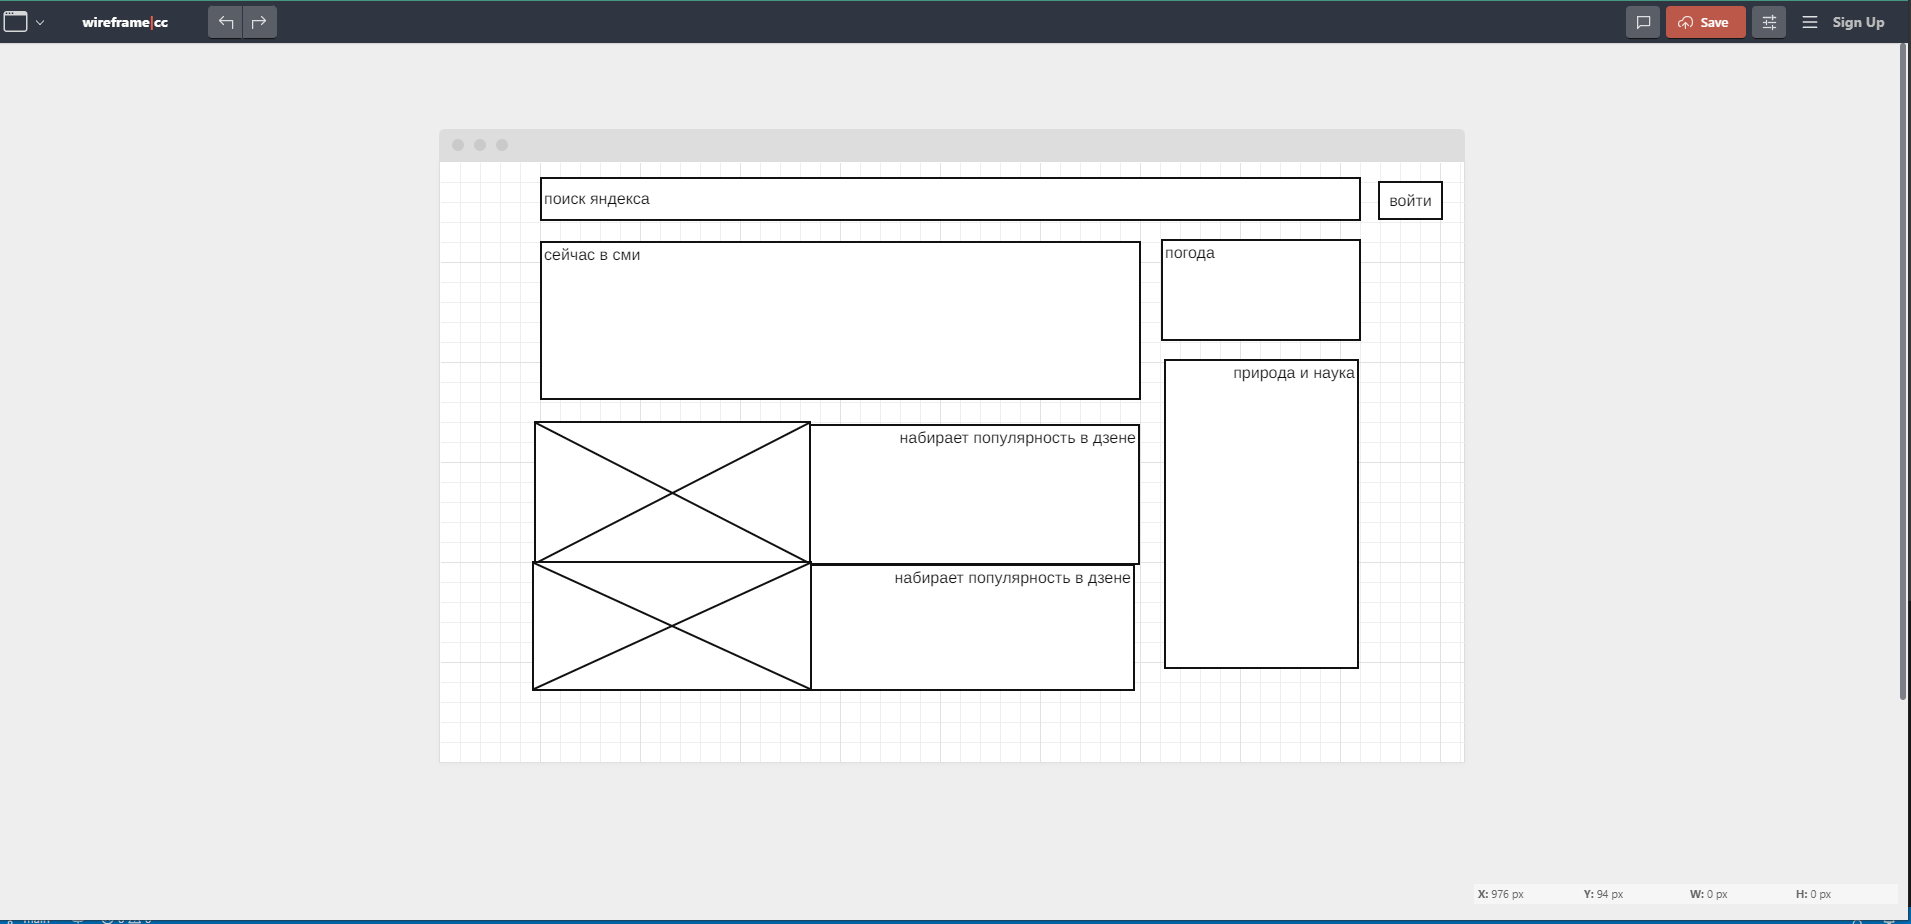 wireframe|cc
Save
Sign Up
поиск яндекса
войти
сейчас в сми
погода
природа и наука
набирает популярность в дзене
набирает популярность в дзене
X: 976 px Y: 94 px W: 0 px H: 0 px